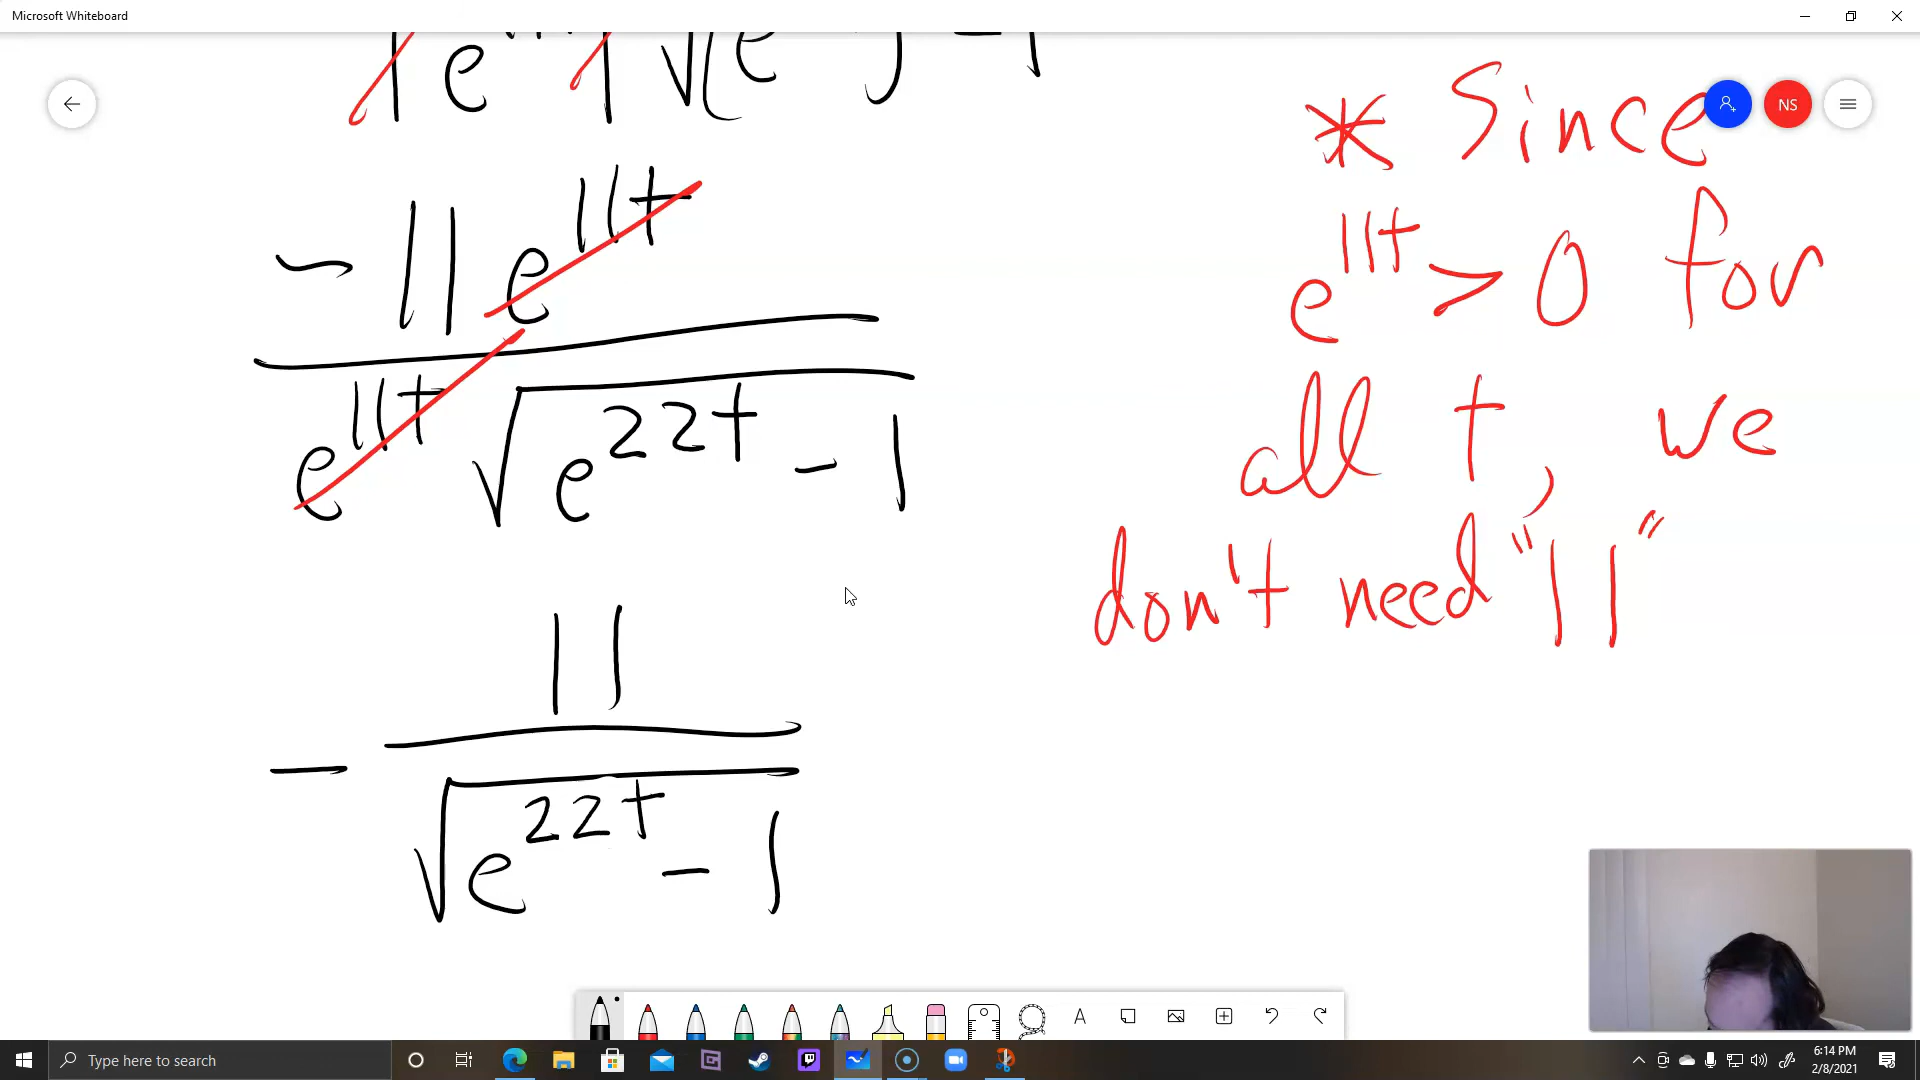 Microsoft Whiteboard
* Since
e^11t > 0 for
all t, we
don't need "| |"
NS
- 11 e^11t
e^11t √e^22t - 1
- 11
√e^22t - 1
A
Type here to search
6:14 PM
2/8/2021